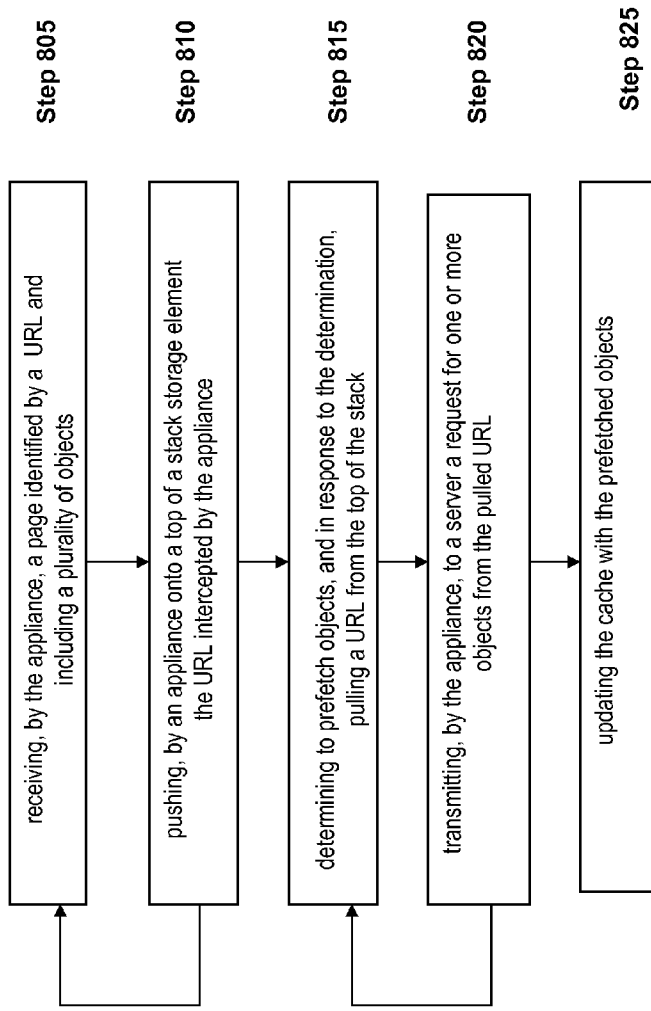 receiving, by the appliance, a page identified by a URL and
including a plurality of objects
Step 805
pushing, by an appliance onto a top of a stack storage element
the URL intercepted by the appliance
Step 810
determining to prefetch objects, and in response to the determination,
pulling a URL from the top of the stack
Step 815
transmitting, by the appliance, to a server a request for one or more
objects from the pulled URL
Step 820
updating the cache with the prefetched objects
Step 825